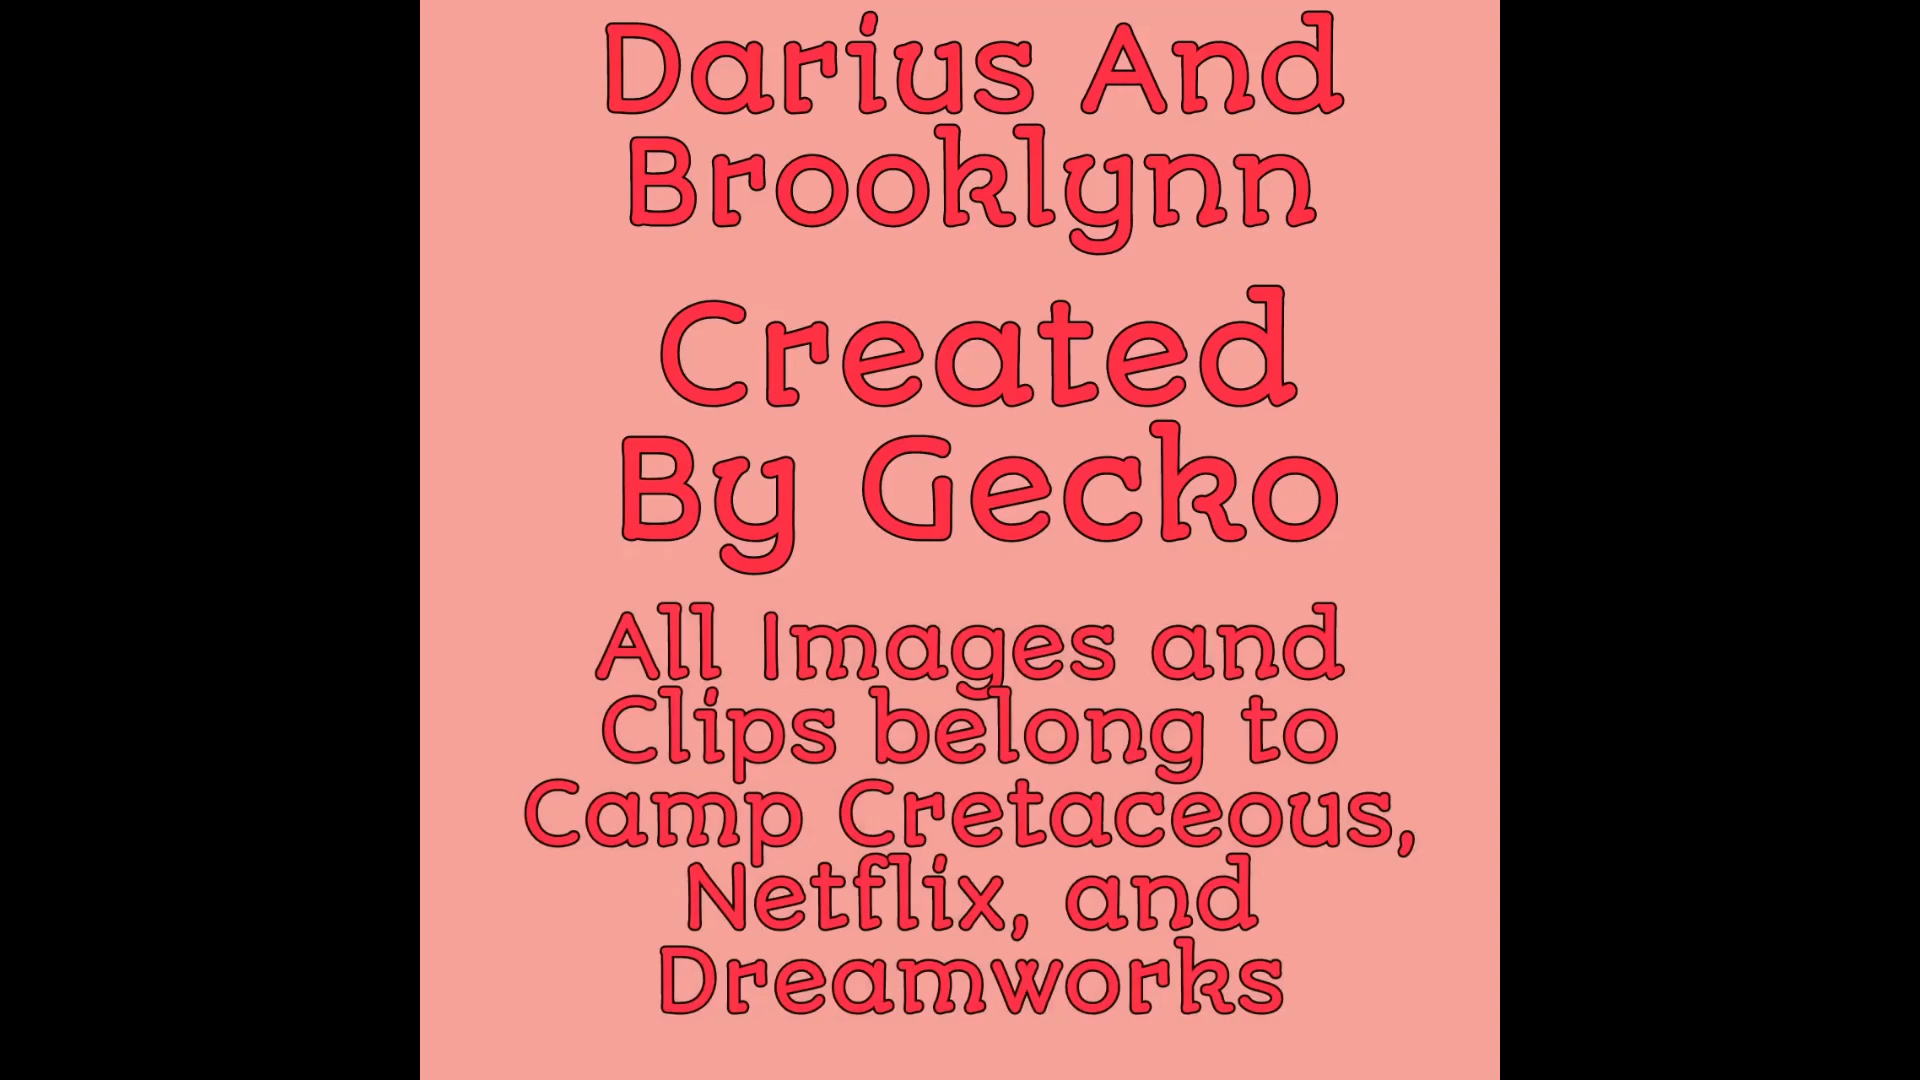 Darius And
Brooklynn
Created
By Gecko
All Images and
Clips belong to
Camp Cretaceous,
Netflix, and
Dreamworks